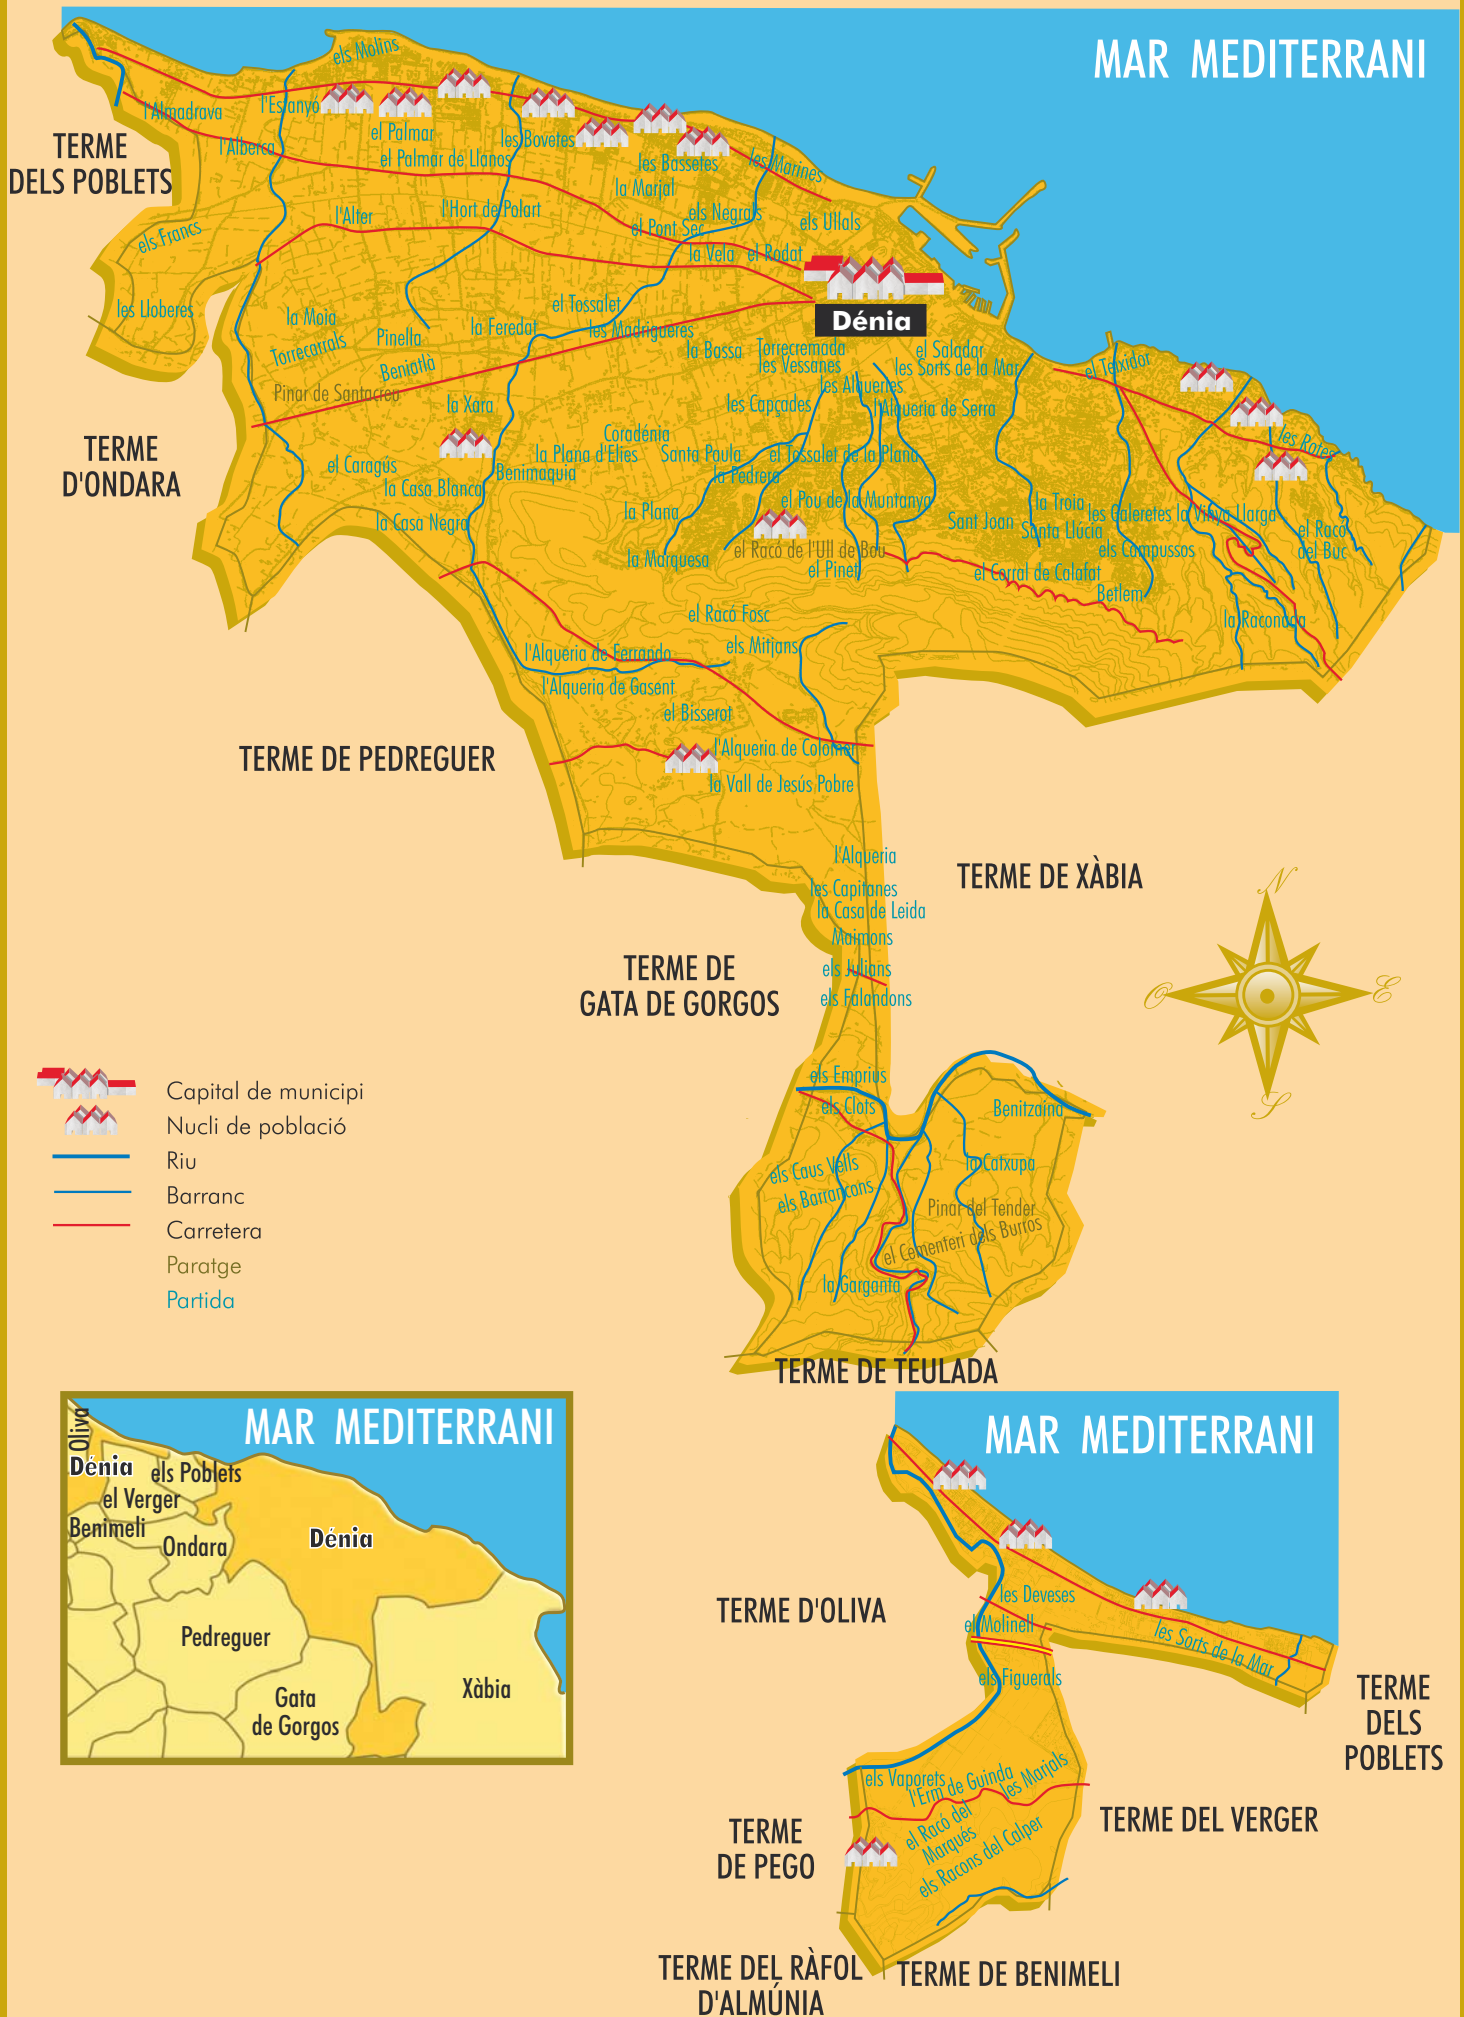 MAR MEDITERRANI
els Molins
l'Almadrava
l'Estanyó
el Palmar
les Bovetes
TERME
DELS POBLETS
l'Alberca
el Palmar de Llanos
les Bassetes
les Marines
la Marjal
l'Alter
l'Hort de Polart
els Negrals
els Ullals
el Pont Sec
els Francs
la Vela
el Rodat
les Lloberes
la Moia
el Tossalet
Dénia
la Feredat
les Madrigueres
Pinella
Torrecarrals
Beniatlà
la Bassa
Torrecremada
les Vessanes
el Saladar
les Sorts de la Mar
el Teixidor
les Alqueries
Pinar de Santacreu
la Xara
les Capçades
l'Alqueria de Serra
TERME
D'ONDARA
Coradénia
la Plana d'Elies
Santa Paula
el Tossalet de la Plana
les Rotes
el Caragús
Benimaquia
la Pedrera
la Casa Blanca
el Pou de la Muntanya
la Troia
la Casa Negra
la Plana
Sant Joan
Santa Llúcia
les Galeretes
la Vinya Llarga
el Racó
del Buc
la Marquesa
el Racó de l'Ull de Bou
els Campussos
el Pinet
el Corral de Calafat
Betlem
el Racó Fosc
la Raconada
l'Alqueria de Ferrando
els Mitjans
l'Alqueria de Gasent
el Bisserot
TERME DE PEDREGUER
l'Alqueria de Colomer
la Vall de Jesús Pobre
l'Alqueria
les Capitanes
la Casa de Leida
Maimons
els Julians
els Falandons
TERME DE XÀBIA
TERME DE
GATA DE GORGOS
N
O
E
S
els Emprius
els Clots
Benitzaina
els Caus Vells
els Barrancons
la Catxupa
Pinar del Tender
el Cementeri dels Burros
la Garganta
TERME DE TEULADA
Capital de municipi
Nucli de població
Riu
Barranc
Carretera
Paratge
Partida
MAR MEDITERRANI
Oliva
Dénia
els Poblets
el Verger
Benimeli
Ondara
Dénia
Pedreguer
Gata
de Gorgos
Xàbia
MAR MEDITERRANI
TERME D'OLIVA
les Deveses
el Molinell
les Sorts de la Mar
els Figuerals
TERME
DELS
POBLETS
els Vaporets
l'Erm de Guinda
les Marjals
el Racó del
Marqués
els Racons del Calper
TERME
DE PEGO
TERME DEL VERGER
TERME DEL RÀFOL
D'ALMÚNIA
TERME DE BENIMELI